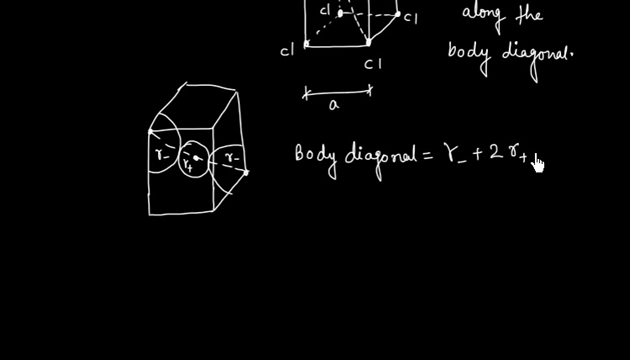 cl
cl
cl
cl
along the
body diagonal.
a
r₋
r₊
r₋
Body diagonal = r₋ + 2 r₊